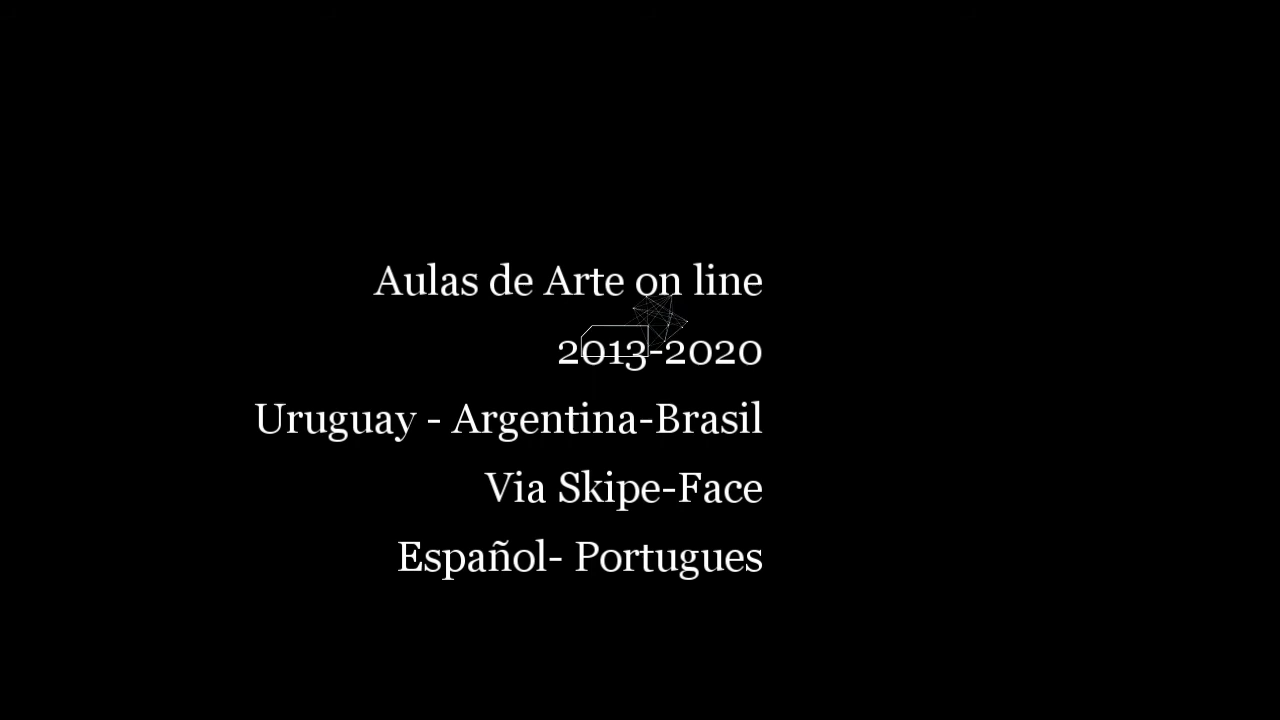 Aulas de Arte on line
2013-2020
Uruguay - Argentina-Brasil
Via Skipe-Face
Español- Portugues